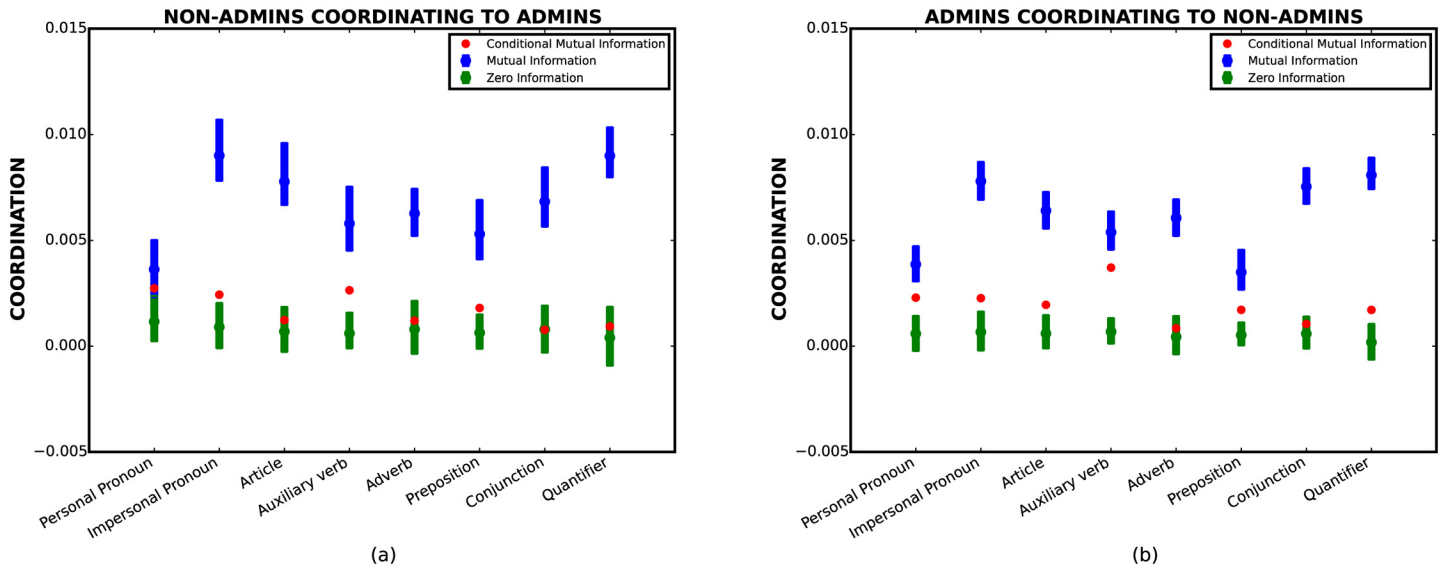 NON-ADMINS COORDINATING TO ADMINS
0.015
0.010
0.005
0.000
−0.005
COORDINATION
Conditional Mutual Information
Mutual Information
Zero Information
Personal Pronoun
Impersonal Pronoun
Article
Auxiliary verb
Adverb
Preposition
Conjunction
Quantifier
(a)
ADMINS COORDINATING TO NON-ADMINS
0.015
0.010
0.005
0.000
−0.005
COORDINATION
Conditional Mutual Information
Mutual Information
Zero Information
Personal Pronoun
Impersonal Pronoun
Article
Auxiliary verb
Adverb
Preposition
Conjunction
Quantifier
(b)